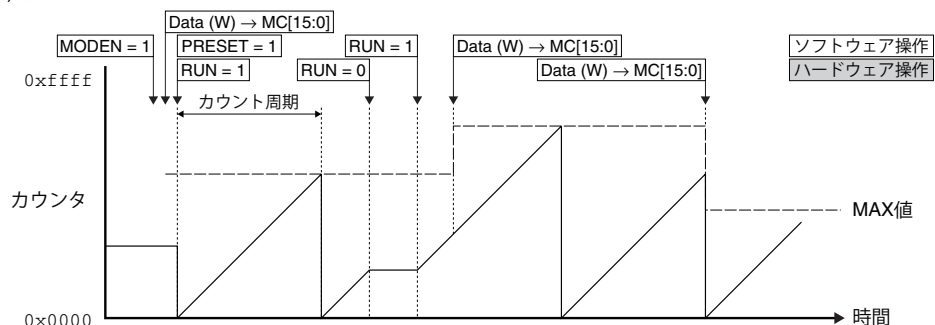 )
Data (W) → MC[15:0]
MODEN = 1
PRESET = 1
RUN = 1
RUN = 1
RUN = 0
Data (W) → MC[15:0]
Data (W) → MC[15:0]
ソフトウェア操作
ハードウェア操作
0xffff
カウント周期
カウンタ
MAX値
0x0000
時間